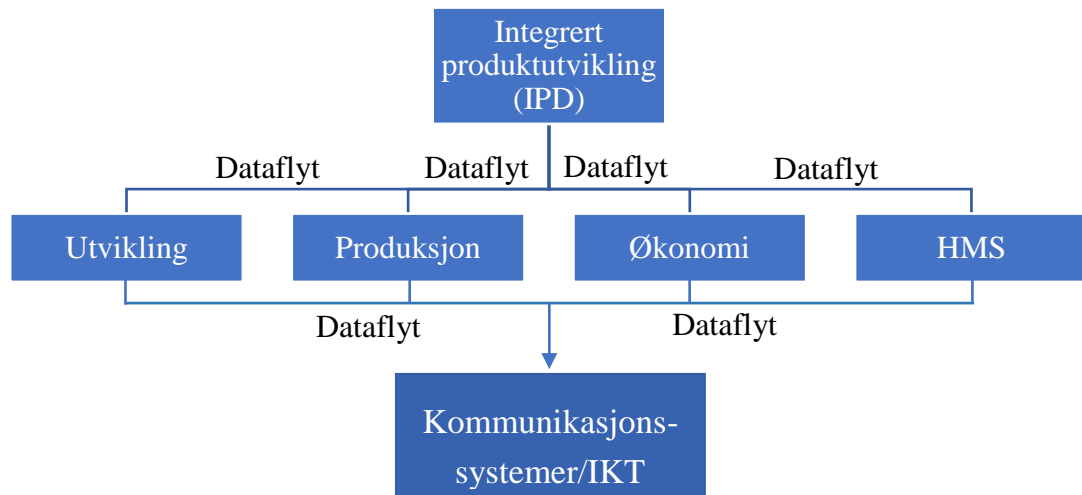 Integrert
produktutvikling
(IPD)
Dataflyt
Dataflyt
Dataflyt
Dataflyt
Utvikling
Produksjon
Økonomi
HMS
Dataflyt
Dataflyt
Kommunikasjons-
systemer/IKT